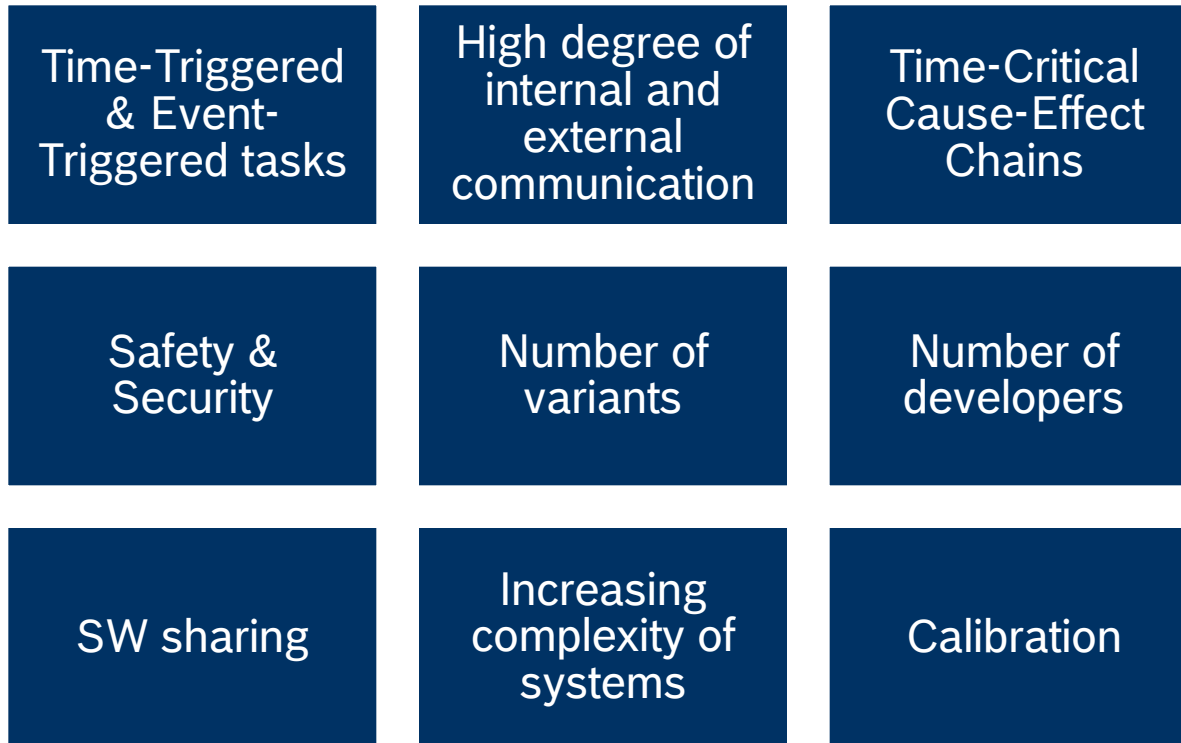 Time-Triggered
& Event-
Triggered tasks
High degree of
internal and
external
communication
Time-Critical
Cause-Effect
Chains
Safety &
Security
Number of
variants
Number of
developers
SW sharing
Increasing
complexity of
systems
Calibration